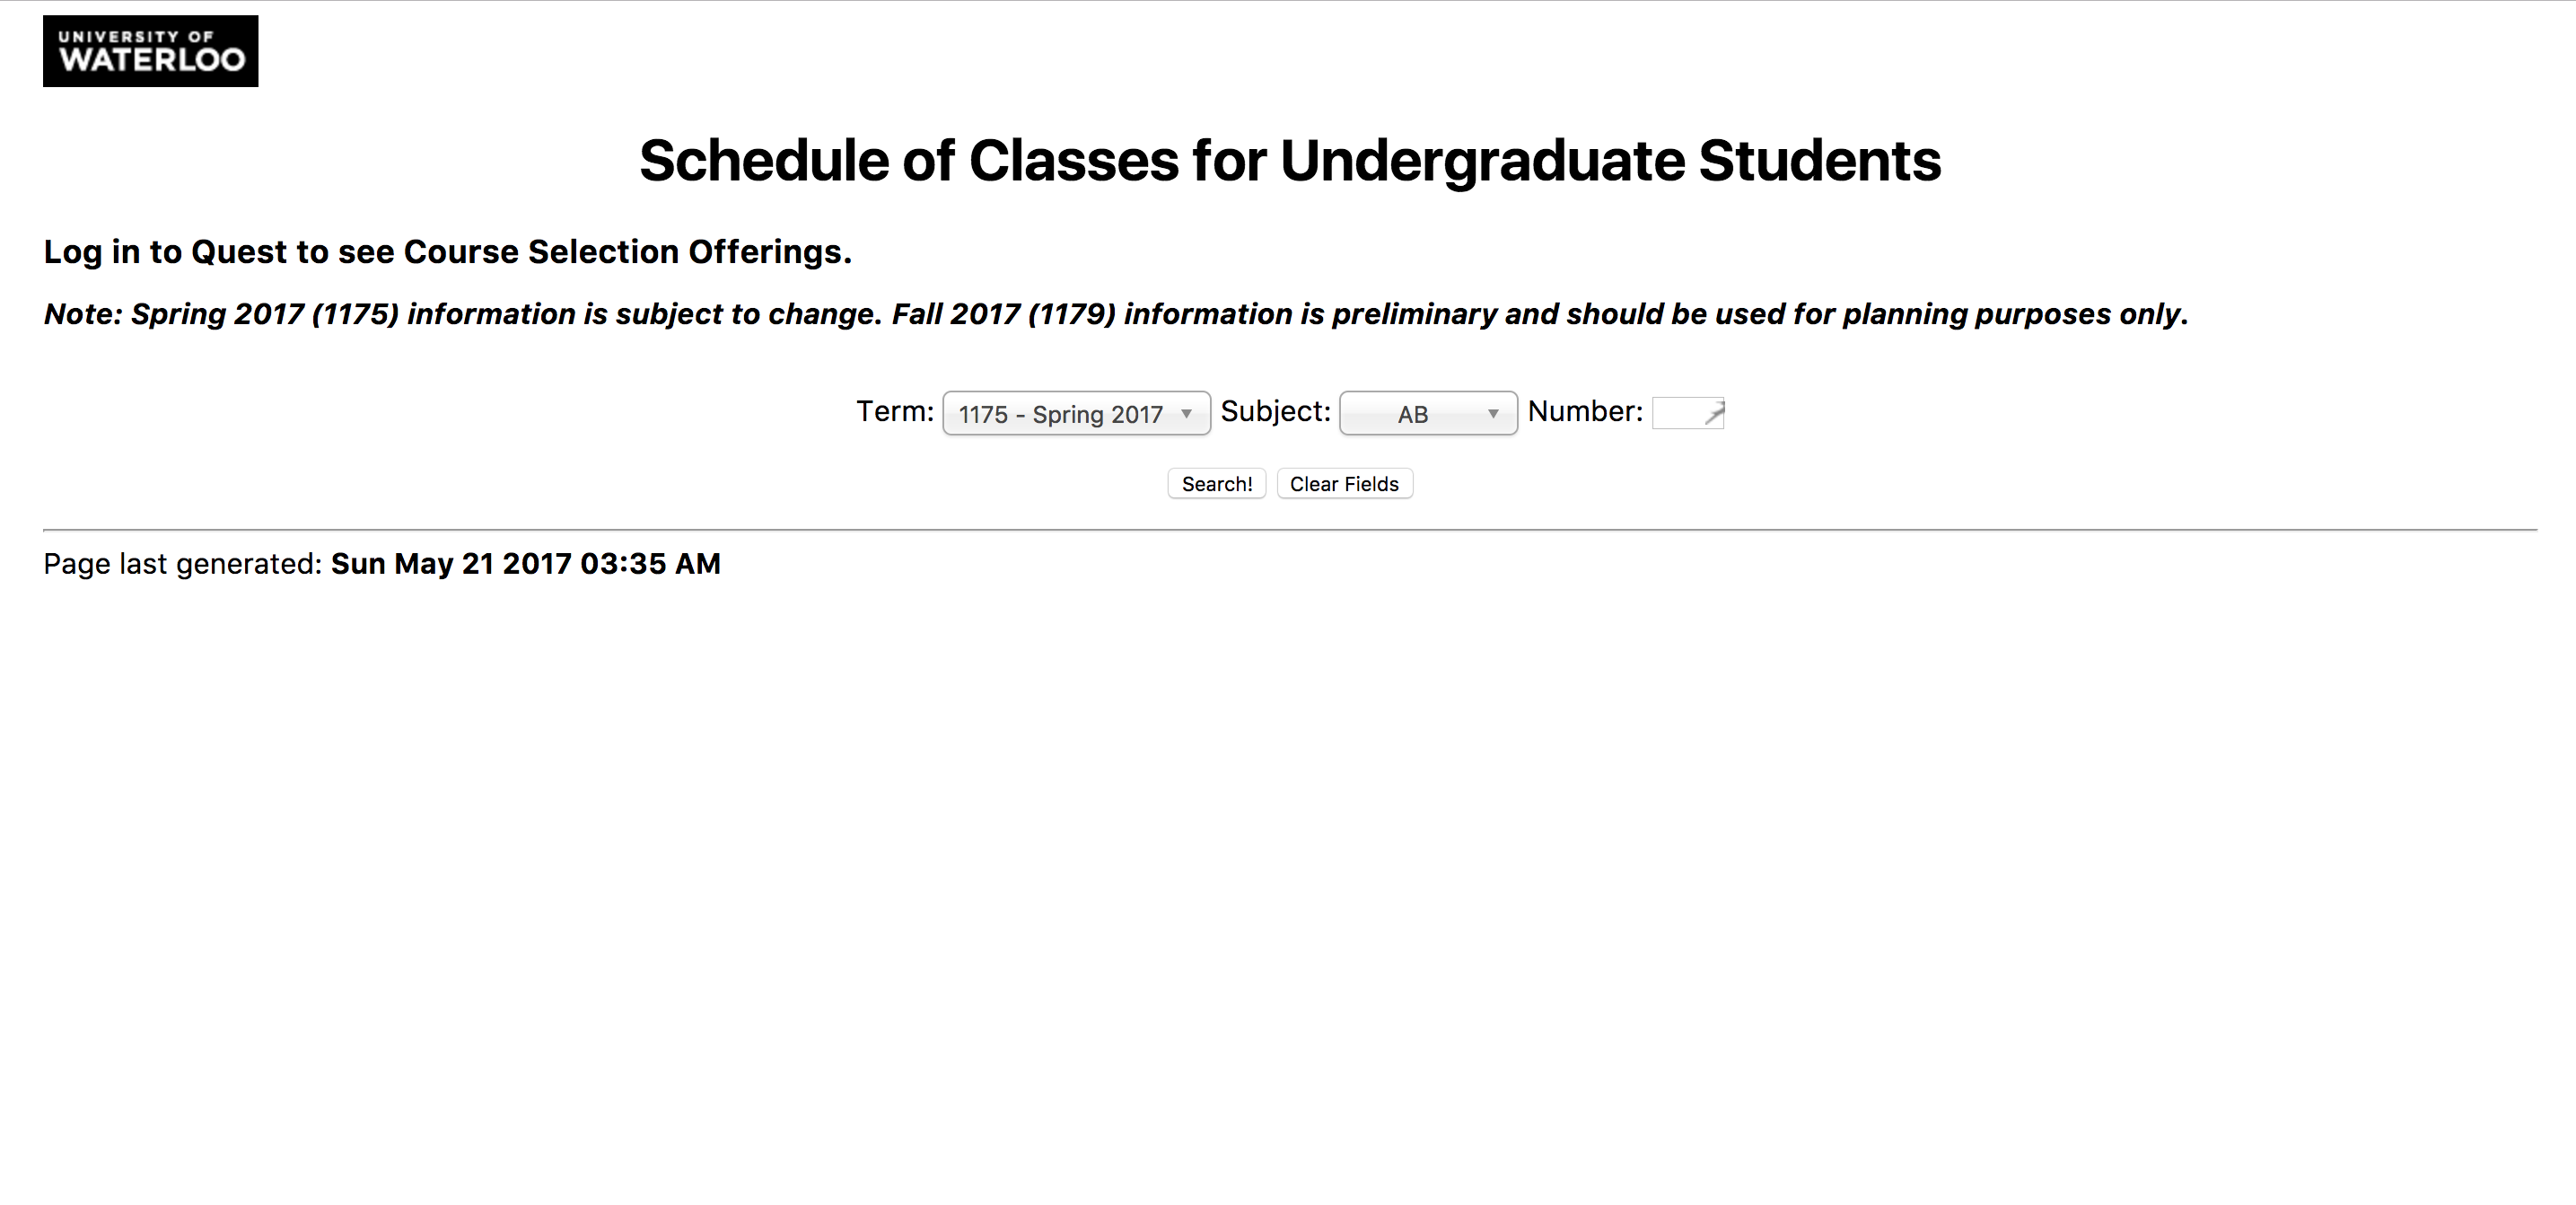 UNIVERSITY OF
WATERLOO
Schedule of Classes for Undergraduate Students
Log in to Quest to see Course Selection Offerings.
Note: Spring 2017 (1175) information is subject to change. Fall 2017 (1179) information is preliminary and should be used for planning purposes only.
Term: 1175 - Spring 2017 Subject: AB Number:
Search! Clear Fields
Page last generated: Sun May 21 2017 03:35 AM